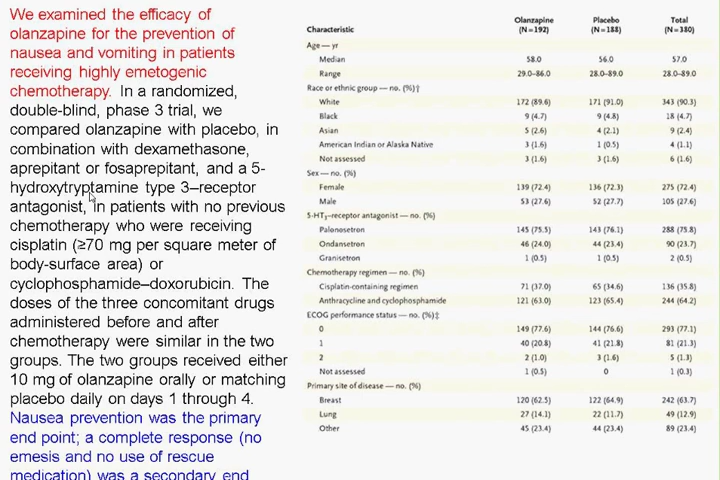 We examined the efficacy of
olanzapine for the prevention of
nausea and vomiting in patients
receiving highly emetogenic
chemotherapy. In a randomized,
double-blind, phase 3 trial, we
compared olanzapine with placebo, in
combination with dexamethasone,
aprepitant or fosaprepitant, and a 5-
hydroxytryptamine type 3–receptor
antagonist, in patients with no previous
chemotherapy who were receiving
cisplatin (≥70 mg per square meter of
body-surface area) or
cyclophosphamide–doxorubicin. The
doses of the three concomitant drugs
administered before and after
chemotherapy were similar in the two
groups. The two groups received either
10 mg of olanzapine orally or matching
placebo daily on days 1 through 4.
Nausea prevention was the primary
end point; a complete response (no
emesis and no use of rescue
medication) was a secondary end
Characteristic Olanzapine (N=192) Placebo (N=188) Total (N=380)
Age — yr
Median 58.0 56.0 57.0
Range 29.0–86.0 28.0–89.0 28.0–89.0
Race or ethnic group — no. (%)†
White 172 (89.6) 171 (91.0) 343 (90.3)
Black 9 (4.7) 9 (4.8) 18 (4.7)
Asian 5 (2.6) 4 (2.1) 9 (2.4)
American Indian or Alaska Native 3 (1.6) 1 (0.5) 4 (1.1)
Not assessed 3 (1.6) 3 (1.6) 6 (1.6)
Sex — no. (%)
Female 139 (72.4) 136 (72.3) 275 (72.4)
Male 53 (27.6) 52 (27.7) 105 (27.6)
5-HT3–receptor antagonist — no. (%)
Palonosetron 145 (75.5) 143 (76.1) 288 (75.8)
Ondansetron 46 (24.0) 44 (23.4) 90 (23.7)
Granisetron 1 (0.5) 1 (0.5) 2 (0.5)
Chemotherapy regimen — no. (%)
Cisplatin-containing regimen 71 (37.0) 65 (34.6) 136 (35.8)
Anthracycline and cyclophosphamide 121 (63.0) 123 (65.4) 244 (64.2)
ECOG performance status — no. (%)‡
0 149 (77.6) 144 (76.6) 293 (77.1)
1 40 (20.8) 41 (21.8) 81 (21.3)
2 2 (1.0) 3 (1.6) 5 (1.3)
Not assessed 1 (0.5) 0 1 (0.3)
Primary site of disease — no. (%)
Breast 120 (62.5) 122 (64.9) 242 (63.7)
Lung 27 (14.1) 22 (11.7) 49 (12.9)
Other 45 (23.4) 44 (23.4) 89 (23.4)